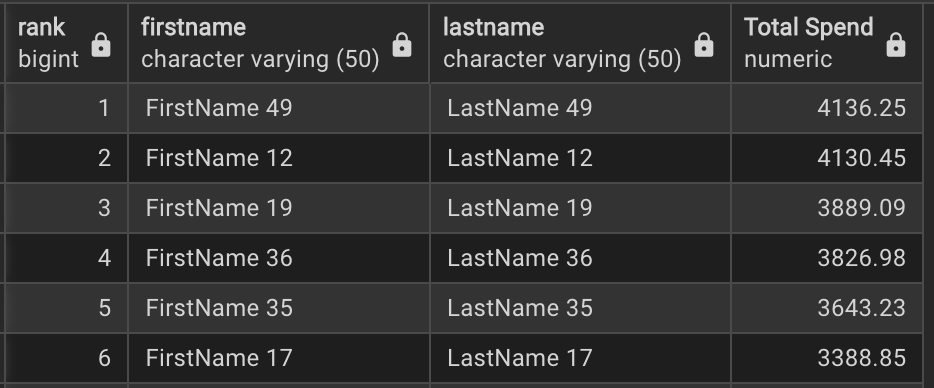 rank firstname lastname Total Spend
bigint character varying (50) character varying (50) numeric
1 FirstName 49 LastName 49 4136.25
2 FirstName 12 LastName 12 4130.45
3 FirstName 19 LastName 19 3889.09
4 FirstName 36 LastName 36 3826.98
5 FirstName 35 LastName 35 3643.23
6 FirstName 17 LastName 17 3388.85